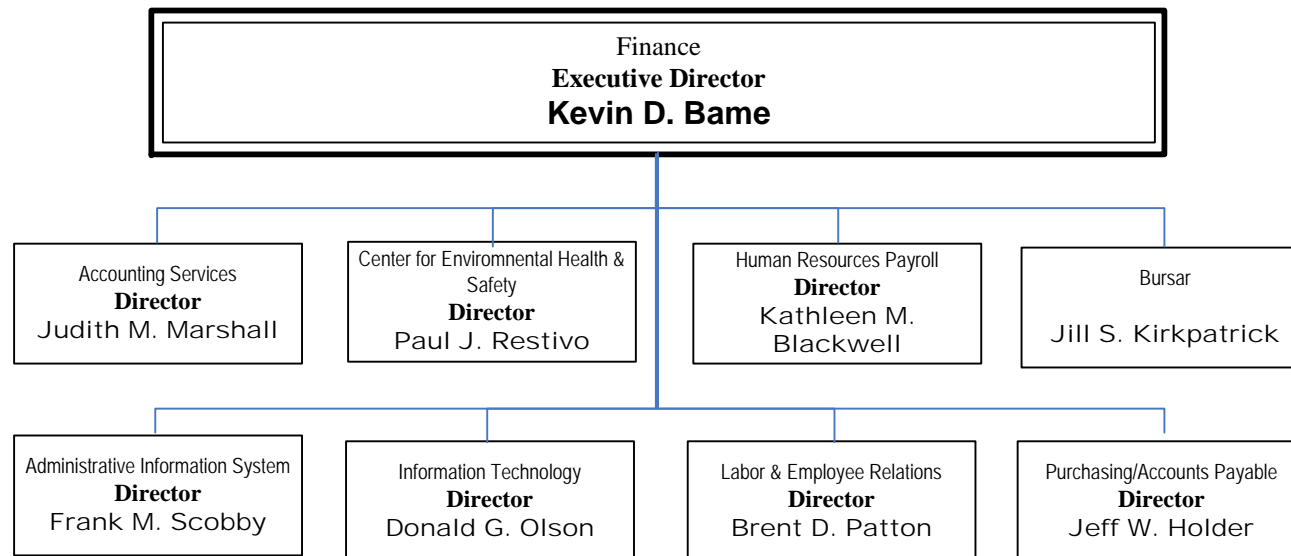 Finance
Executive Director
Kevin D. Bame
Accounting Services
Director
Judith M. Marshall
Center for Enviromnental Health &
Safety
Director
Paul J. Restivo
Human Resources Payroll
Director
Kathleen M.
Blackwell
Bursar
Jill S. Kirkpatrick
Administrative Information System
Director
Frank M. Scobby
Information Technology
Director
Donald G. Olson
Labor & Employee Relations
Director
Brent D. Patton
Purchasing/Accounts Payable
Director
Jeff W. Holder